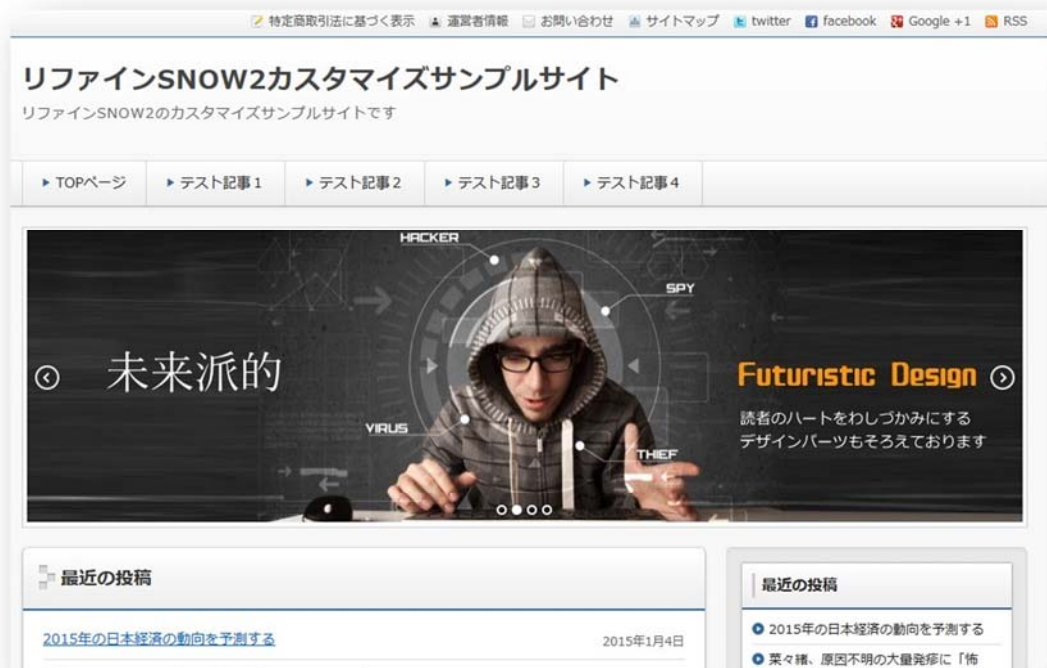 特定商取引法に基づく表示 運営者情報 お問い合わせ サイトマップ twitter facebook Google +1 RSS
リファインSNOW2カスタマイズサンプルサイト
リファインSNOW2のカスタマイズサンプルサイトです
TOPページ テスト記事1 テスト記事2 テスト記事3 テスト記事4
HACKER
SPY
未来派的
Futuristic Design
読者のハートをわしづかみにする
デザインパーツもそろえております
VIRUS
THIEF
最近の投稿
2015年の日本経済の動向を予測する 2015年1月4日
最近の投稿
2015年の日本経済の動向を予測する
菜々緒、原因不明の大量発疹に「怖